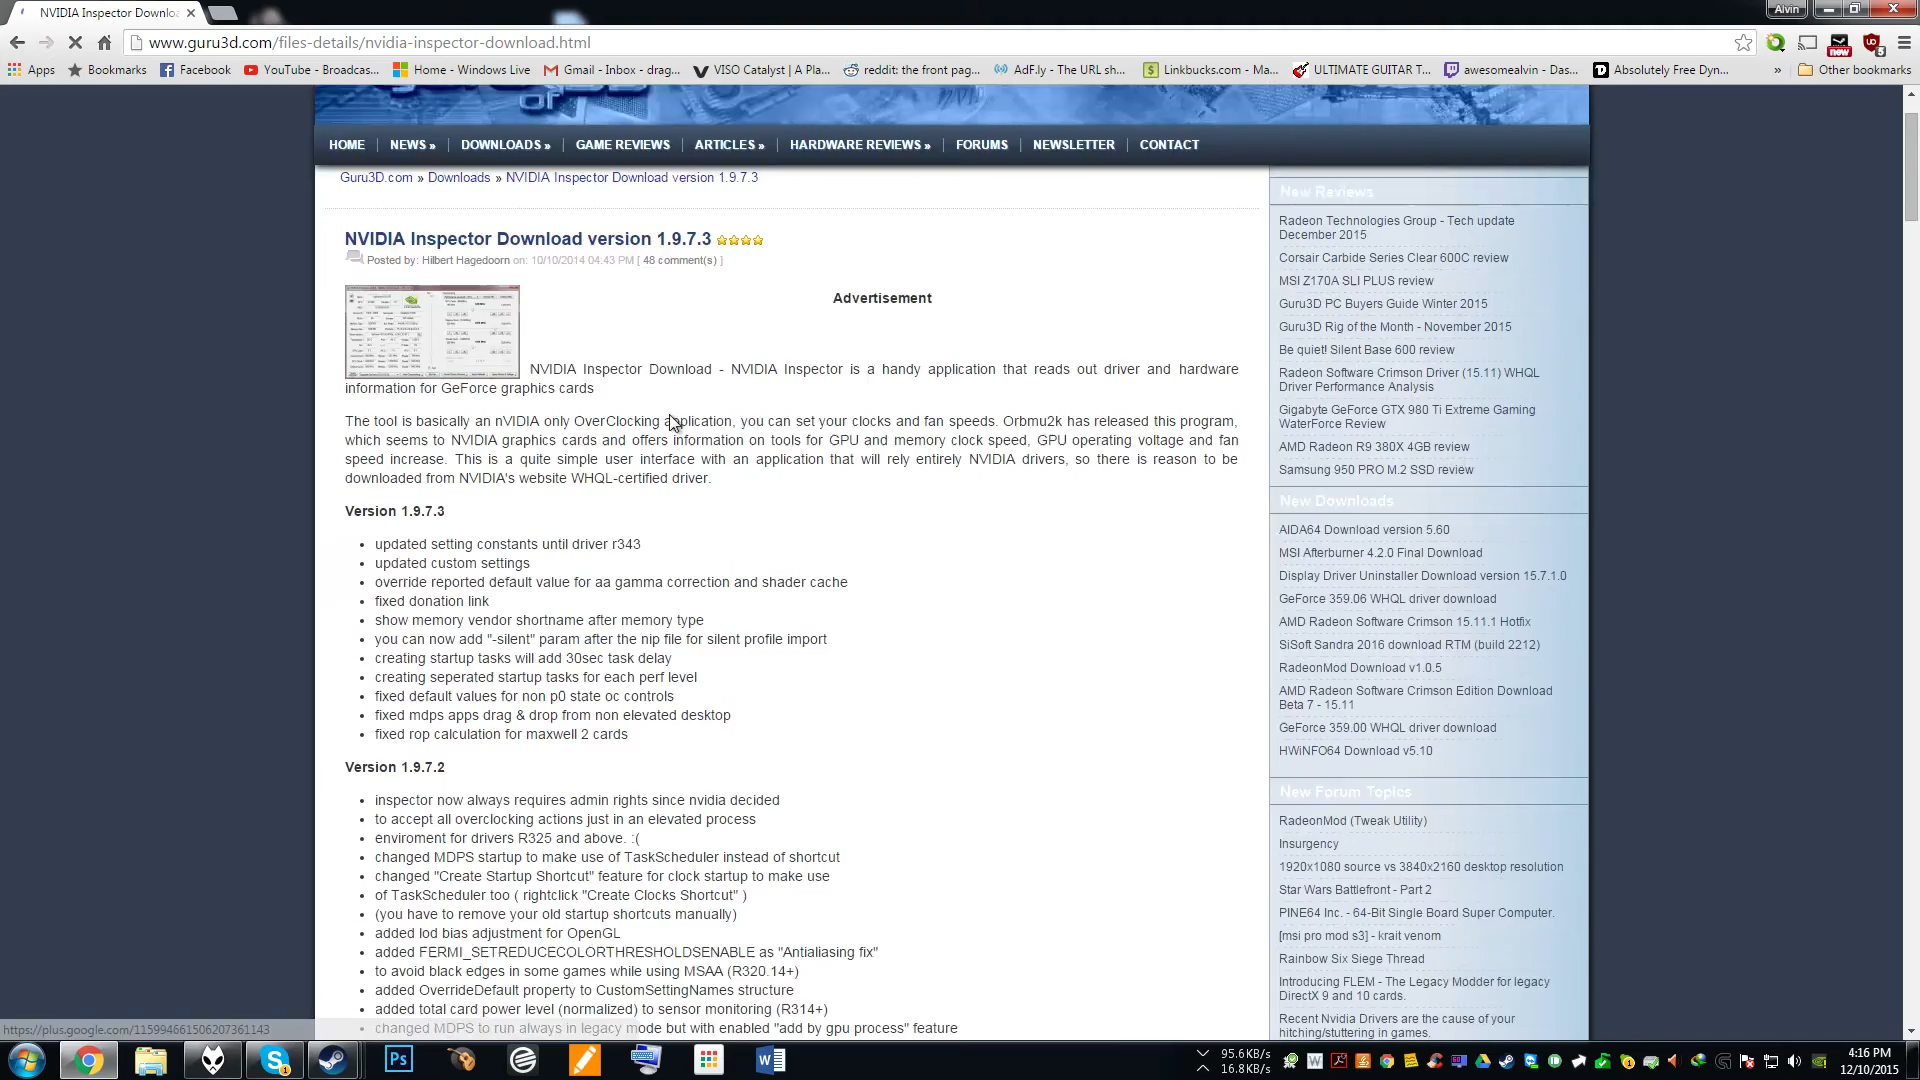 NVIDIA Inspector Downlo
Alvin
www.guru3d.com/files-details/nvidia-inspector-download.html
new
Apps
Bookmarks
Facebook
YouTube - Broadcas...
Home - Windows Live
Gmail - Inbox - drag...
VISO Catalyst | A Pla...
reddit: the front pag...
AdF.ly - The URL sh...
Linkbucks.com - Ma...
ULTIMATE GUITAR T...
awesomealvin - Das...
Absolutely Free Dyn...
»
Other bookmarks
of
HOME
NEWS »
DOWNLOADS »
GAME REVIEWS
ARTICLES »
HARDWARE REVIEWS »
FORUMS
NEWSLETTER
CONTACT
Guru3D.com » Downloads » NVIDIA Inspector Download version 1.9.7.3
NVIDIA Inspector Download version 1.9.7.3
Posted by: Hilbert Hagedoorn on: 10/10/2014 04:43 PM [ 48 comment(s) ]
Advertisement
NVIDIA Inspector Download - NVIDIA Inspector is a handy application that reads out driver and hardware
information for GeForce graphics cards
The tool is basically an nVIDIA only OverClocking application, you can set your clocks and fan speeds. Orbmu2k has released this program,
which seems to NVIDIA graphics cards and offers information on tools for GPU and memory clock speed, GPU operating voltage and fan
speed increase. This is a quite simple user interface with an application that will rely entirely NVIDIA drivers, so there is reason to be
downloaded from NVIDIA's website WHQL-certified driver.
Version 1.9.7.3
• updated setting constants until driver r343
• updated custom settings
• override reported default value for aa gamma correction and shader cache
• fixed donation link
• show memory vendor shortname after memory type
• you can now add "-silent" param after the nip file for silent profile import
• creating startup tasks will add 30sec task delay
• creating seperated startup tasks for each perf level
• fixed default values for non p0 state oc controls
• fixed mdps apps drag & drop from non elevated desktop
• fixed rop calculation for maxwell 2 cards
Version 1.9.7.2
• inspector now always requires admin rights since nvidia decided
• to accept all overclocking actions just in an elevated process
• enviroment for drivers R325 and above. :(
• changed MDPS startup to make use of TaskScheduler instead of shortcut
• changed "Create Startup Shortcut" feature for clock startup to make use
• of TaskScheduler too ( rightclick "Create Clocks Shortcut" )
• (you have to remove your old startup shortcuts manually)
• added lod bias adjustment for OpenGL
• added FERMI_SETREDUCECOLORTHRESHOLDSENABLE as "Antialiasing fix"
• to avoid black edges in some games while using MSAA (R320.14+)
• added OverrideDefault property to CustomSettingNames structure
• added total card power level (normalized) to sensor monitoring (R314+)
• changed MDPS to run always in legacy mode but with enabled "add by gpu process" feature
New Reviews
Radeon Technologies Group - Tech update
December 2015
Corsair Carbide Series Clear 600C review
MSI Z170A SLI PLUS review
Guru3D PC Buyers Guide Winter 2015
Guru3D Rig of the Month - November 2015
Be quiet! Silent Base 600 review
Radeon Software Crimson Driver (15.11) WHQL
Driver Performance Analysis
Gigabyte GeForce GTX 980 Ti Extreme Gaming
WaterForce Review
AMD Radeon R9 380X 4GB review
Samsung 950 PRO M.2 SSD review
New Downloads
AIDA64 Download version 5.60
MSI Afterburner 4.2.0 Final Download
Display Driver Uninstaller Download version 15.7.1.0
GeForce 359.06 WHQL driver download
AMD Radeon Software Crimson 15.11.1 Hotfix
SiSoft Sandra 2016 download RTM (build 2212)
RadeonMod Download v1.0.5
AMD Radeon Software Crimson Edition Download
Beta 7 - 15.11
GeForce 359.00 WHQL driver download
HWiNFO64 Download v5.10
New Forum Topics
RadeonMod (Tweak Utility)
Insurgency
1920x1080 source vs 3840x2160 desktop resolution
Star Wars Battlefront - Part 2
PINE64 Inc. - 64-Bit Single Board Super Computer.
[msi pro mod s3] - krait venom
Rainbow Six Siege Thread
Introducing FLEM - The Legacy Modder for legacy
DirectX 9 and 10 cards.
Recent Nvidia Drivers are the cause of your
hitching/stuttering in games.
https://plus.google.com/115994661506207361143
Ps
95.6KB/s
16.8KB/s
4:16 PM
12/10/2015